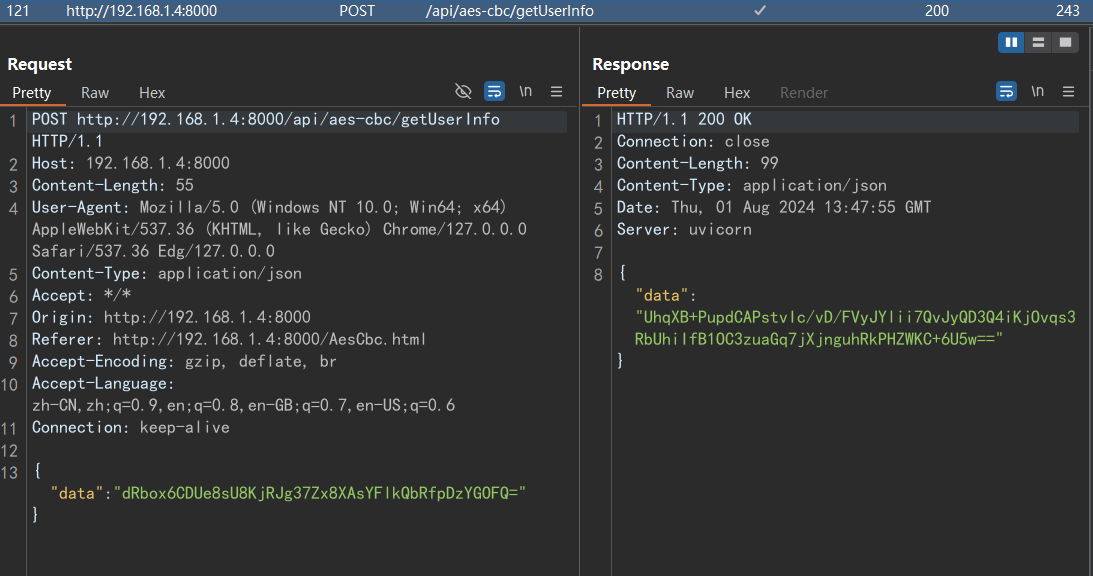 121 http://192.168.1.4:8000 POST /api/aes-cbc/getUserInfo ✓ 200 243
Request
Pretty Raw Hex \n
1 POST http://192.168.1.4:8000/api/aes-cbc/getUserInfo
HTTP/1.1
2 Host: 192.168.1.4:8000
3 Content-Length: 55
4 User-Agent: Mozilla/5.0 (Windows NT 10.0; Win64; x64)
AppleWebKit/537.36 (KHTML, like Gecko) Chrome/127.0.0.0
Safari/537.36 Edg/127.0.0.0
5 Content-Type: application/json
6 Accept: */*
7 Origin: http://192.168.1.4:8000
8 Referer: http://192.168.1.4:8000/AesCbc.html
9 Accept-Encoding: gzip, deflate, br
10 Accept-Language:
zh-CN,zh;q=0.9,en;q=0.8,en-GB;q=0.7,en-US;q=0.6
11 Connection: keep-alive
12
13 {
"data":"dRbox6CDUe8sU8KjRJg37Zx8XAsYFlkQbRfpDzYGOFQ="
}
Response
Pretty Raw Hex Render \n
1 HTTP/1.1 200 OK
2 Connection: close
3 Content-Length: 99
4 Content-Type: application/json
5 Date: Thu, 01 Aug 2024 13:47:55 GMT
6 Server: uvicorn
7
8 {
"data":
"UhqXB+PupdCAPstvlc/vD/FVyJYlii7QvJyQD3Q4iKjOvqs3
RbUhilfB1OC3zuaGq7jXjnguhRkPHZWKC+6U5w=="
}